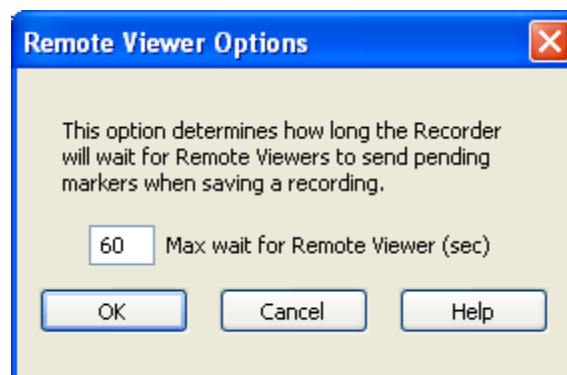 Remote Viewer Options
This option determines how long the Recorder
will wait for Remote Viewers to send pending
markers when saving a recording.
60 Max wait for Remote Viewer (sec)
OK Cancel Help